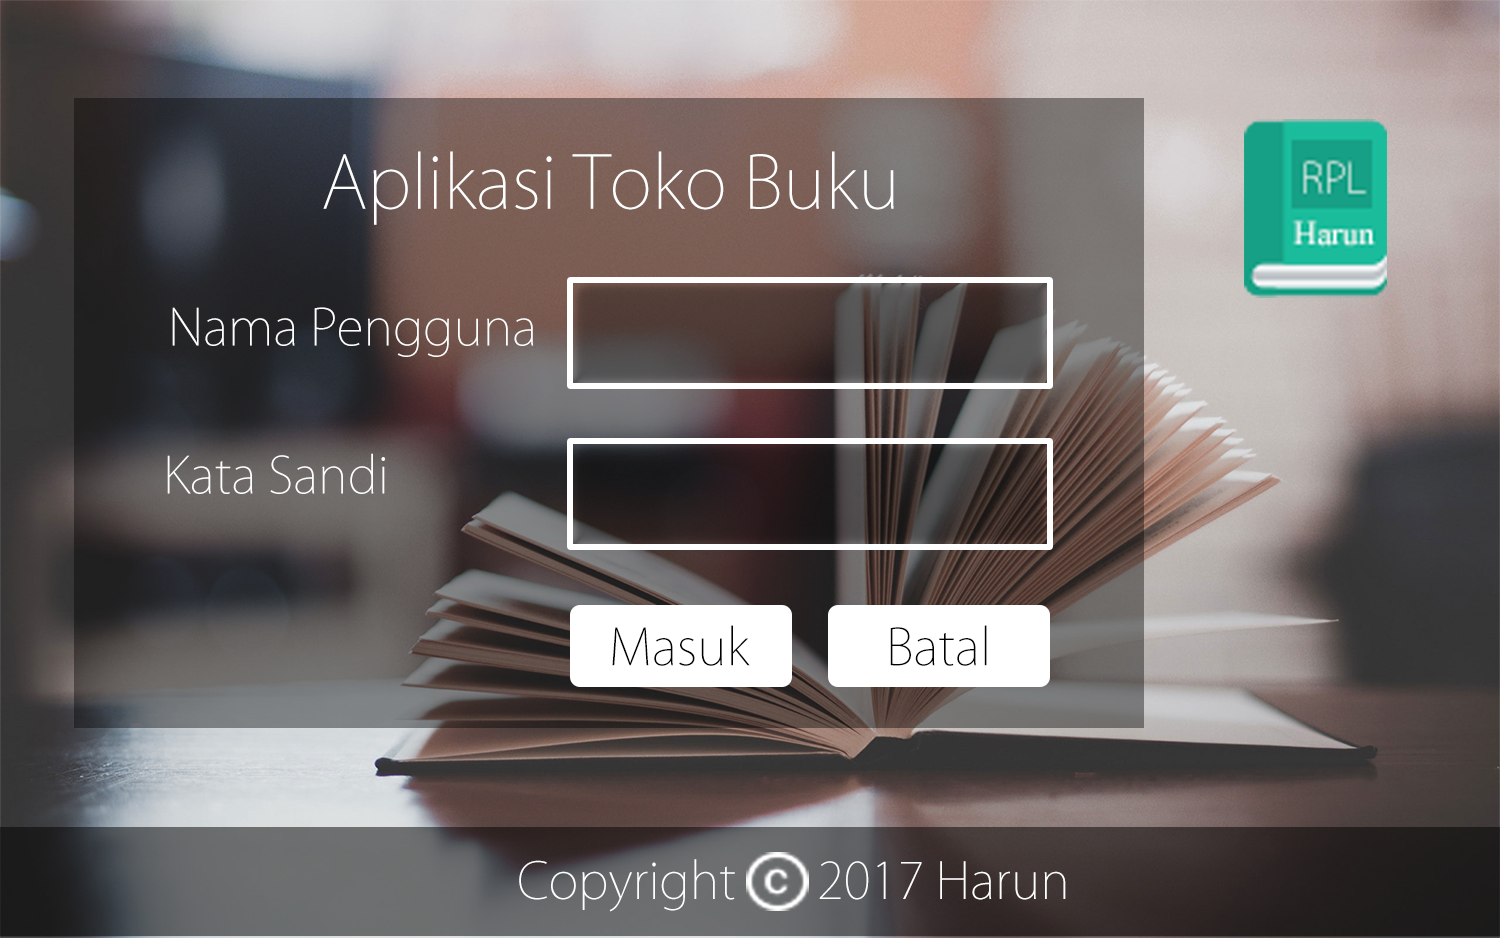 Aplikasi Toko Buku
RPL
Harun
Nama Pengguna
Kata Sandi
Masuk
Batal
Copyright © 2017 Harun